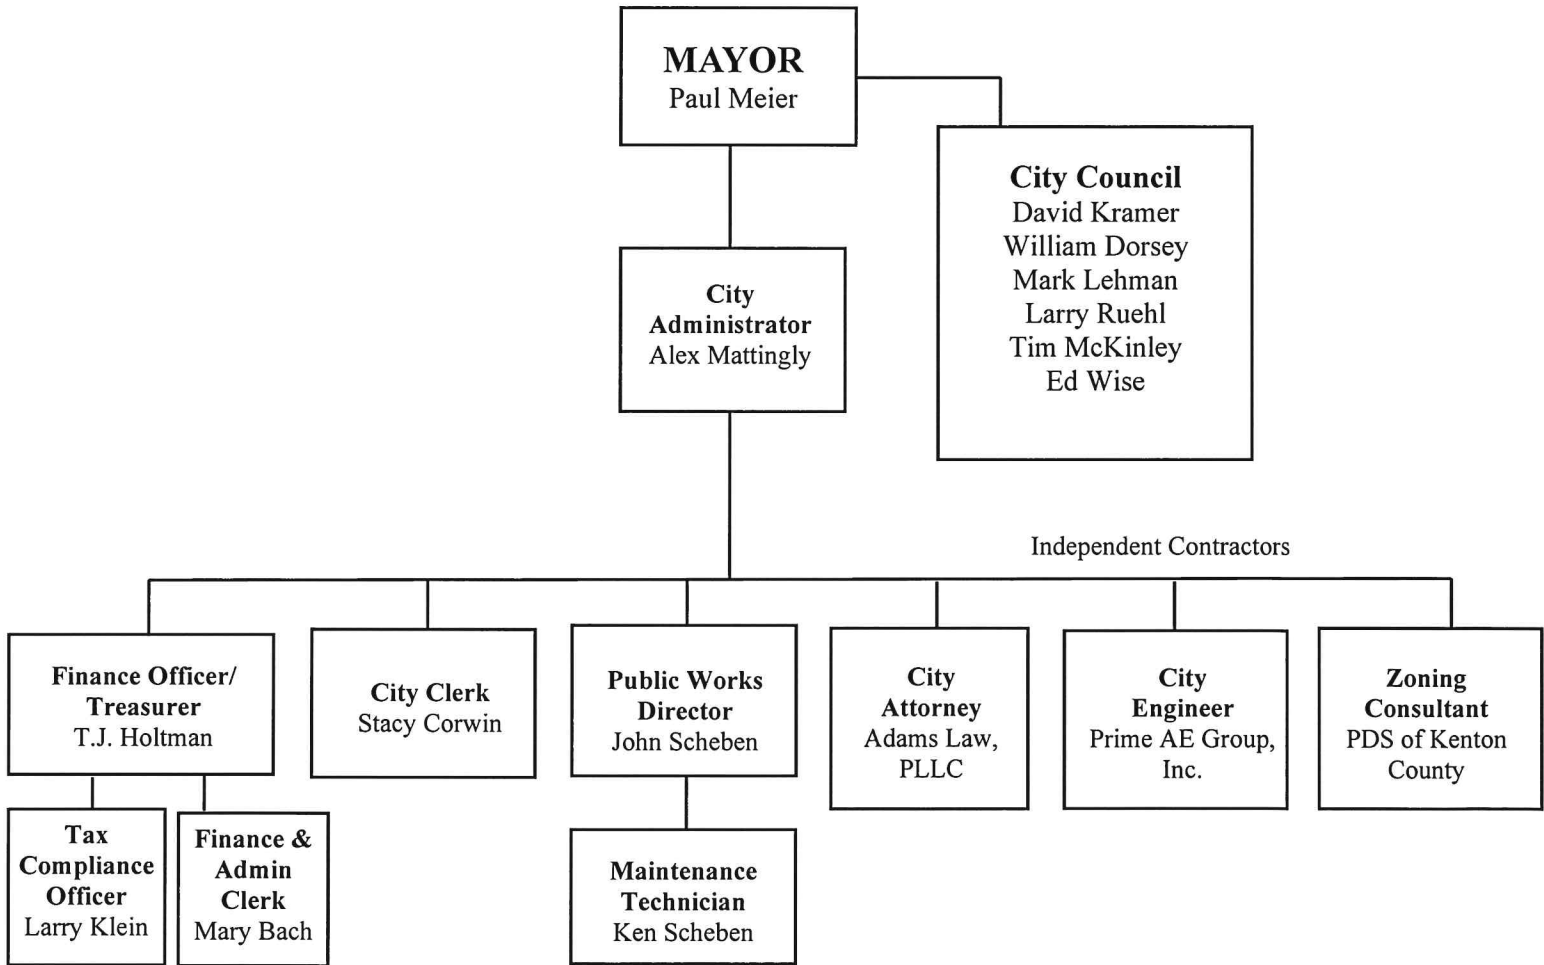 MAYOR
Paul Meier
City Council
David Kramer
William Dorsey
Mark Lehman
Larry Ruehl
Tim McKinley
Ed Wise
City
Administrator
Alex Mattingly
Independent Contractors
Finance Officer/
Treasurer
T.J. Holtman
City Clerk
Stacy Corwin
Public Works
Director
John Scheben
City
Attorney
Adams Law,
PLLC
City
Engineer
Prime AE Group,
Inc.
Zoning
Consultant
PDS of Kenton
County
Tax
Compliance
Officer
Larry Klein
Finance &
Admin
Clerk
Mary Bach
Maintenance
Technician
Ken Scheben